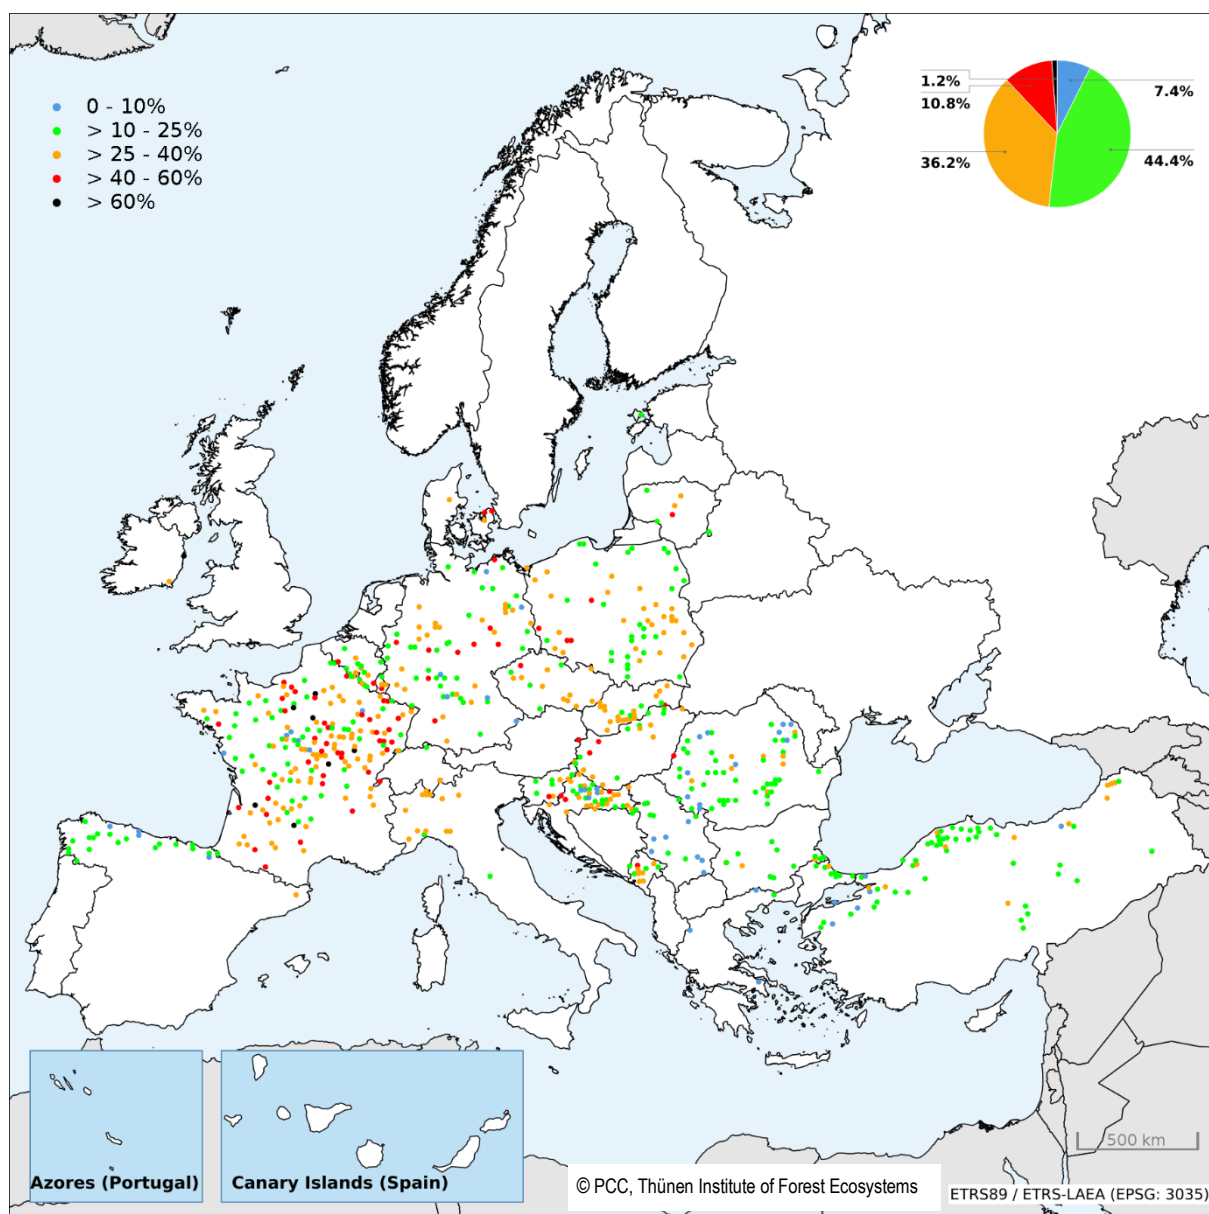 0 - 10%
> 10 - 25%
> 25 - 40%
> 40 - 60%
> 60%
1.2%
10.8%
7.4%
36.2%
44.4%
500 km
Azores (Portugal)
Canary Islands (Spain)
© PCC, Thünen Institute of Forest Ecosystems
ETRS89 / ETRS-LAEA (EPSG: 3035)